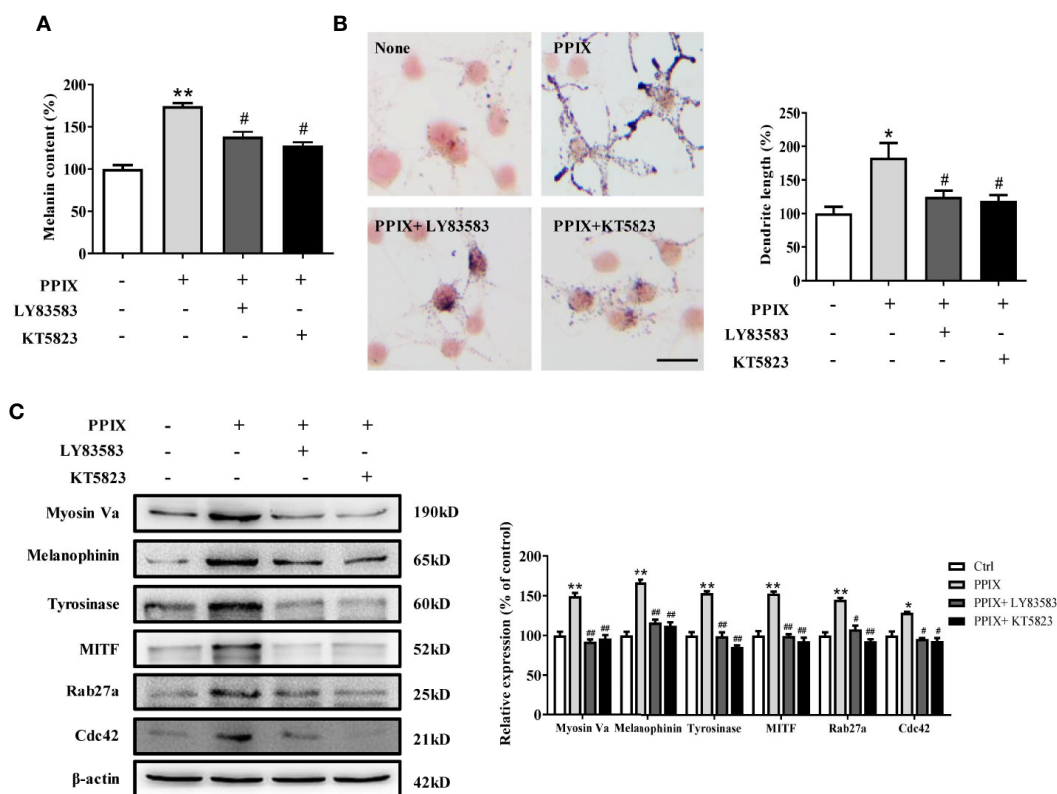 A
Melanin content (%)
200
150
100
50
0
**
#
#
PPIX - + + +
LY83583 - - + -
KT5823 - - - +
B
None
PPIX
PPIX+ LY83583
PPIX+KT5823
Dendrite length (%)
250
200
150
100
50
0
*
#
#
PPIX - + + +
LY83583 - - + -
KT5823 - - - +
C
PPIX - + + +
LY83583 - - + -
KT5823 - - - +
Myosin Va 190kD
Melanophinin 65kD
Tyrosinase 60kD
MITF 52kD
Rab27a 25kD
Cdc42 21kD
β-actin 42kD
Relative expression (% of control)
200
150
100
50
0
** ## ##
** ## ##
** ## ##
** ## ##
** # ##
* # #
Myosin Va Melanophinin Tyrosinase MITF Rab27a Cdc42
Ctrl
PPIX
PPIX+ LY83583
PPIX+ KT5823